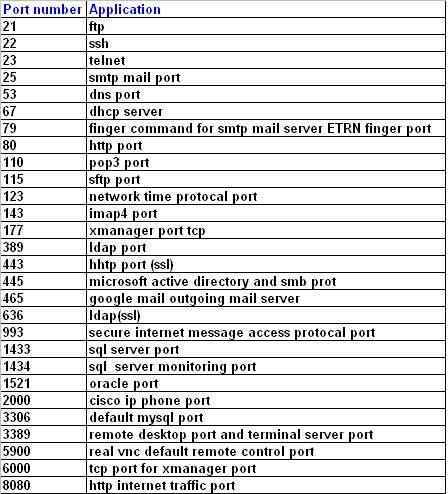 Port number Application
21 ftp
22 ssh
23 telnet
25 smtp mail port
53 dns port
67 dhcp server
79 finger command for smtp mail server ETRN finger port
80 http port
110 pop3 port
115 sftp port
123 network time protocal port
143 imap4 port
177 xmanager port tcp
389 ldap port
443 hhtp port (ssl)
445 microsoft active directory and smb prot
465 google mail outgoing mail server
636 ldap(ssl)
993 secure internet message access protocal port
1433 sql server port
1434 sql  server monitoring port
1521 oracle port
2000 cisco ip phone port
3306 default mysql port
3389 remote desktop port and terminal server port
5900 real vnc default remote control port
6000 tcp port for xmanager port
8080 http internet traffic port